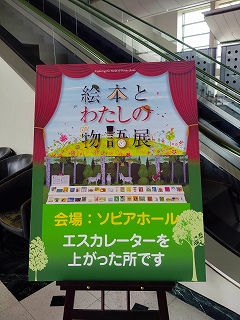 絵本と
わたしの
物語展
会場：ソピアホール
エスカレーターを
上がった所です